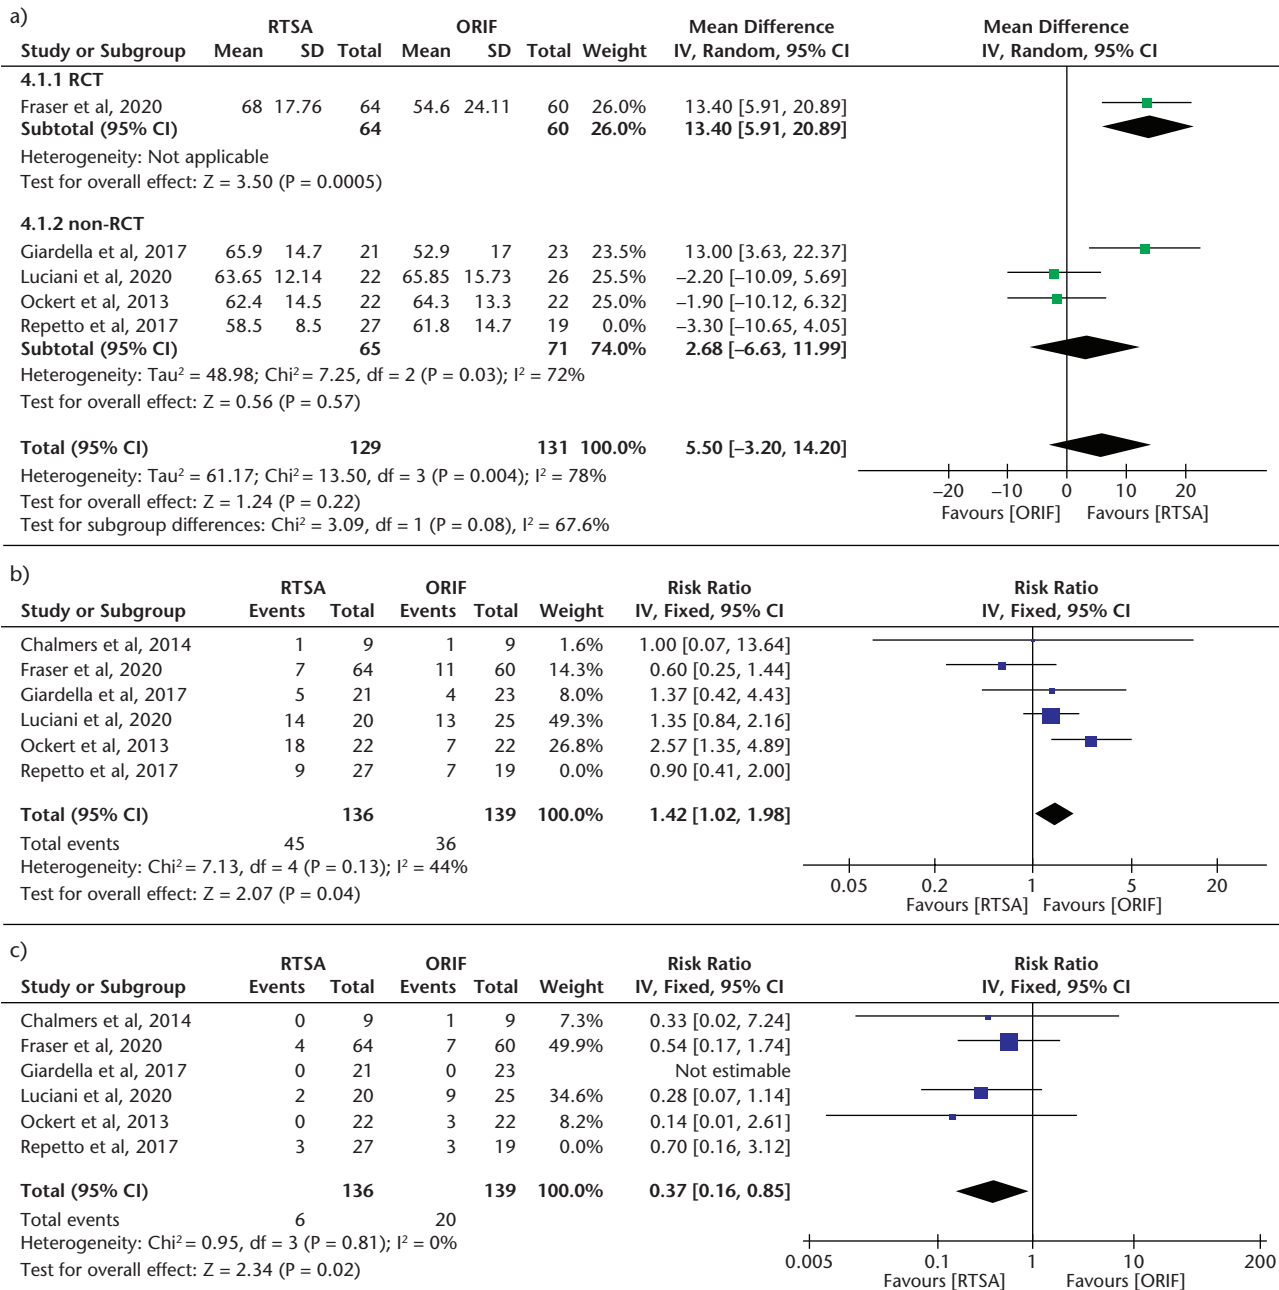 a)
RTSA ORIF Mean Difference Mean Difference
Study or Subgroup Mean SD Total Mean SD Total Weight IV, Random, 95% CI IV, Random, 95% CI
4.1.1 RCT
Fraser et al, 2020 68 17.76 64 54.6 24.11 60 26.0% 13.40 [5.91, 20.89]
Subtotal (95% CI) 64 60 26.0% 13.40 [5.91, 20.89]
Heterogeneity: Not applicable
Test for overall effect: Z = 3.50 (P = 0.0005)
4.1.2 non-RCT
Giardella et al, 2017 65.9 14.7 21 52.9 17 23 23.5% 13.00 [3.63, 22.37]
Luciani et al, 2020 63.65 12.14 22 65.85 15.73 26 25.5% –2.20 [–10.09, 5.69]
Ockert et al, 2013 62.4 14.5 22 64.3 13.3 22 25.0% –1.90 [–10.12, 6.32]
Repetto et al, 2017 58.5 8.5 27 61.8 14.7 19 0.0% –3.30 [–10.65, 4.05]
Subtotal (95% CI) 65 71 74.0% 2.68 [–6.63, 11.99]
Heterogeneity: Tau² = 48.98; Chi² = 7.25, df = 2 (P = 0.03); I² = 72%
Test for overall effect: Z = 0.56 (P = 0.57)
Total (95% CI) 129 131 100.0% 5.50 [–3.20, 14.20]
Heterogeneity: Tau² = 61.17; Chi² = 13.50, df = 3 (P = 0.004); I² = 78%
Test for overall effect: Z = 1.24 (P = 0.22)
Test for subgroup differences: Chi² = 3.09, df = 1 (P = 0.08), I² = 67.6%
–20 –10 0 10 20
Favours [ORIF] Favours [RTSA]
b)
RTSA ORIF Risk Ratio Risk Ratio
Study or Subgroup Events Total Events Total Weight IV, Fixed, 95% CI IV, Fixed, 95% CI
Chalmers et al, 2014 1 9 1 9 1.6% 1.00 [0.07, 13.64]
Fraser et al, 2020 7 64 11 60 14.3% 0.60 [0.25, 1.44]
Giardella et al, 2017 5 21 4 23 8.0% 1.37 [0.42, 4.43]
Luciani et al, 2020 14 20 13 25 49.3% 1.35 [0.84, 2.16]
Ockert et al, 2013 18 22 7 22 26.8% 2.57 [1.35, 4.89]
Repetto et al, 2017 9 27 7 19 0.0% 0.90 [0.41, 2.00]
Total (95% CI) 136 139 100.0% 1.42 [1.02, 1.98]
Total events 45 36
Heterogeneity: Chi² = 7.13, df = 4 (P = 0.13); I² = 44%
Test for overall effect: Z = 2.07 (P = 0.04)
0.05 0.2 1 5 20
Favours [RTSA] Favours [ORIF]
c)
RTSA ORIF Risk Ratio Risk Ratio
Study or Subgroup Events Total Events Total Weight IV, Fixed, 95% CI IV, Fixed, 95% CI
Chalmers et al, 2014 0 9 1 9 7.3% 0.33 [0.02, 7.24]
Fraser et al, 2020 4 64 7 60 49.9% 0.54 [0.17, 1.74]
Giardella et al, 2017 0 21 0 23 Not estimable
Luciani et al, 2020 2 20 9 25 34.6% 0.28 [0.07, 1.14]
Ockert et al, 2013 0 22 3 22 8.2% 0.14 [0.01, 2.61]
Repetto et al, 2017 3 27 3 19 0.0% 0.70 [0.16, 3.12]
Total (95% CI) 136 139 100.0% 0.37 [0.16, 0.85]
Total events 6 20
Heterogeneity: Chi² = 0.95, df = 3 (P = 0.81); I² = 0%
Test for overall effect: Z = 2.34 (P = 0.02)
0.005 0.1 1 10 200
Favours [RTSA] Favours [ORIF]